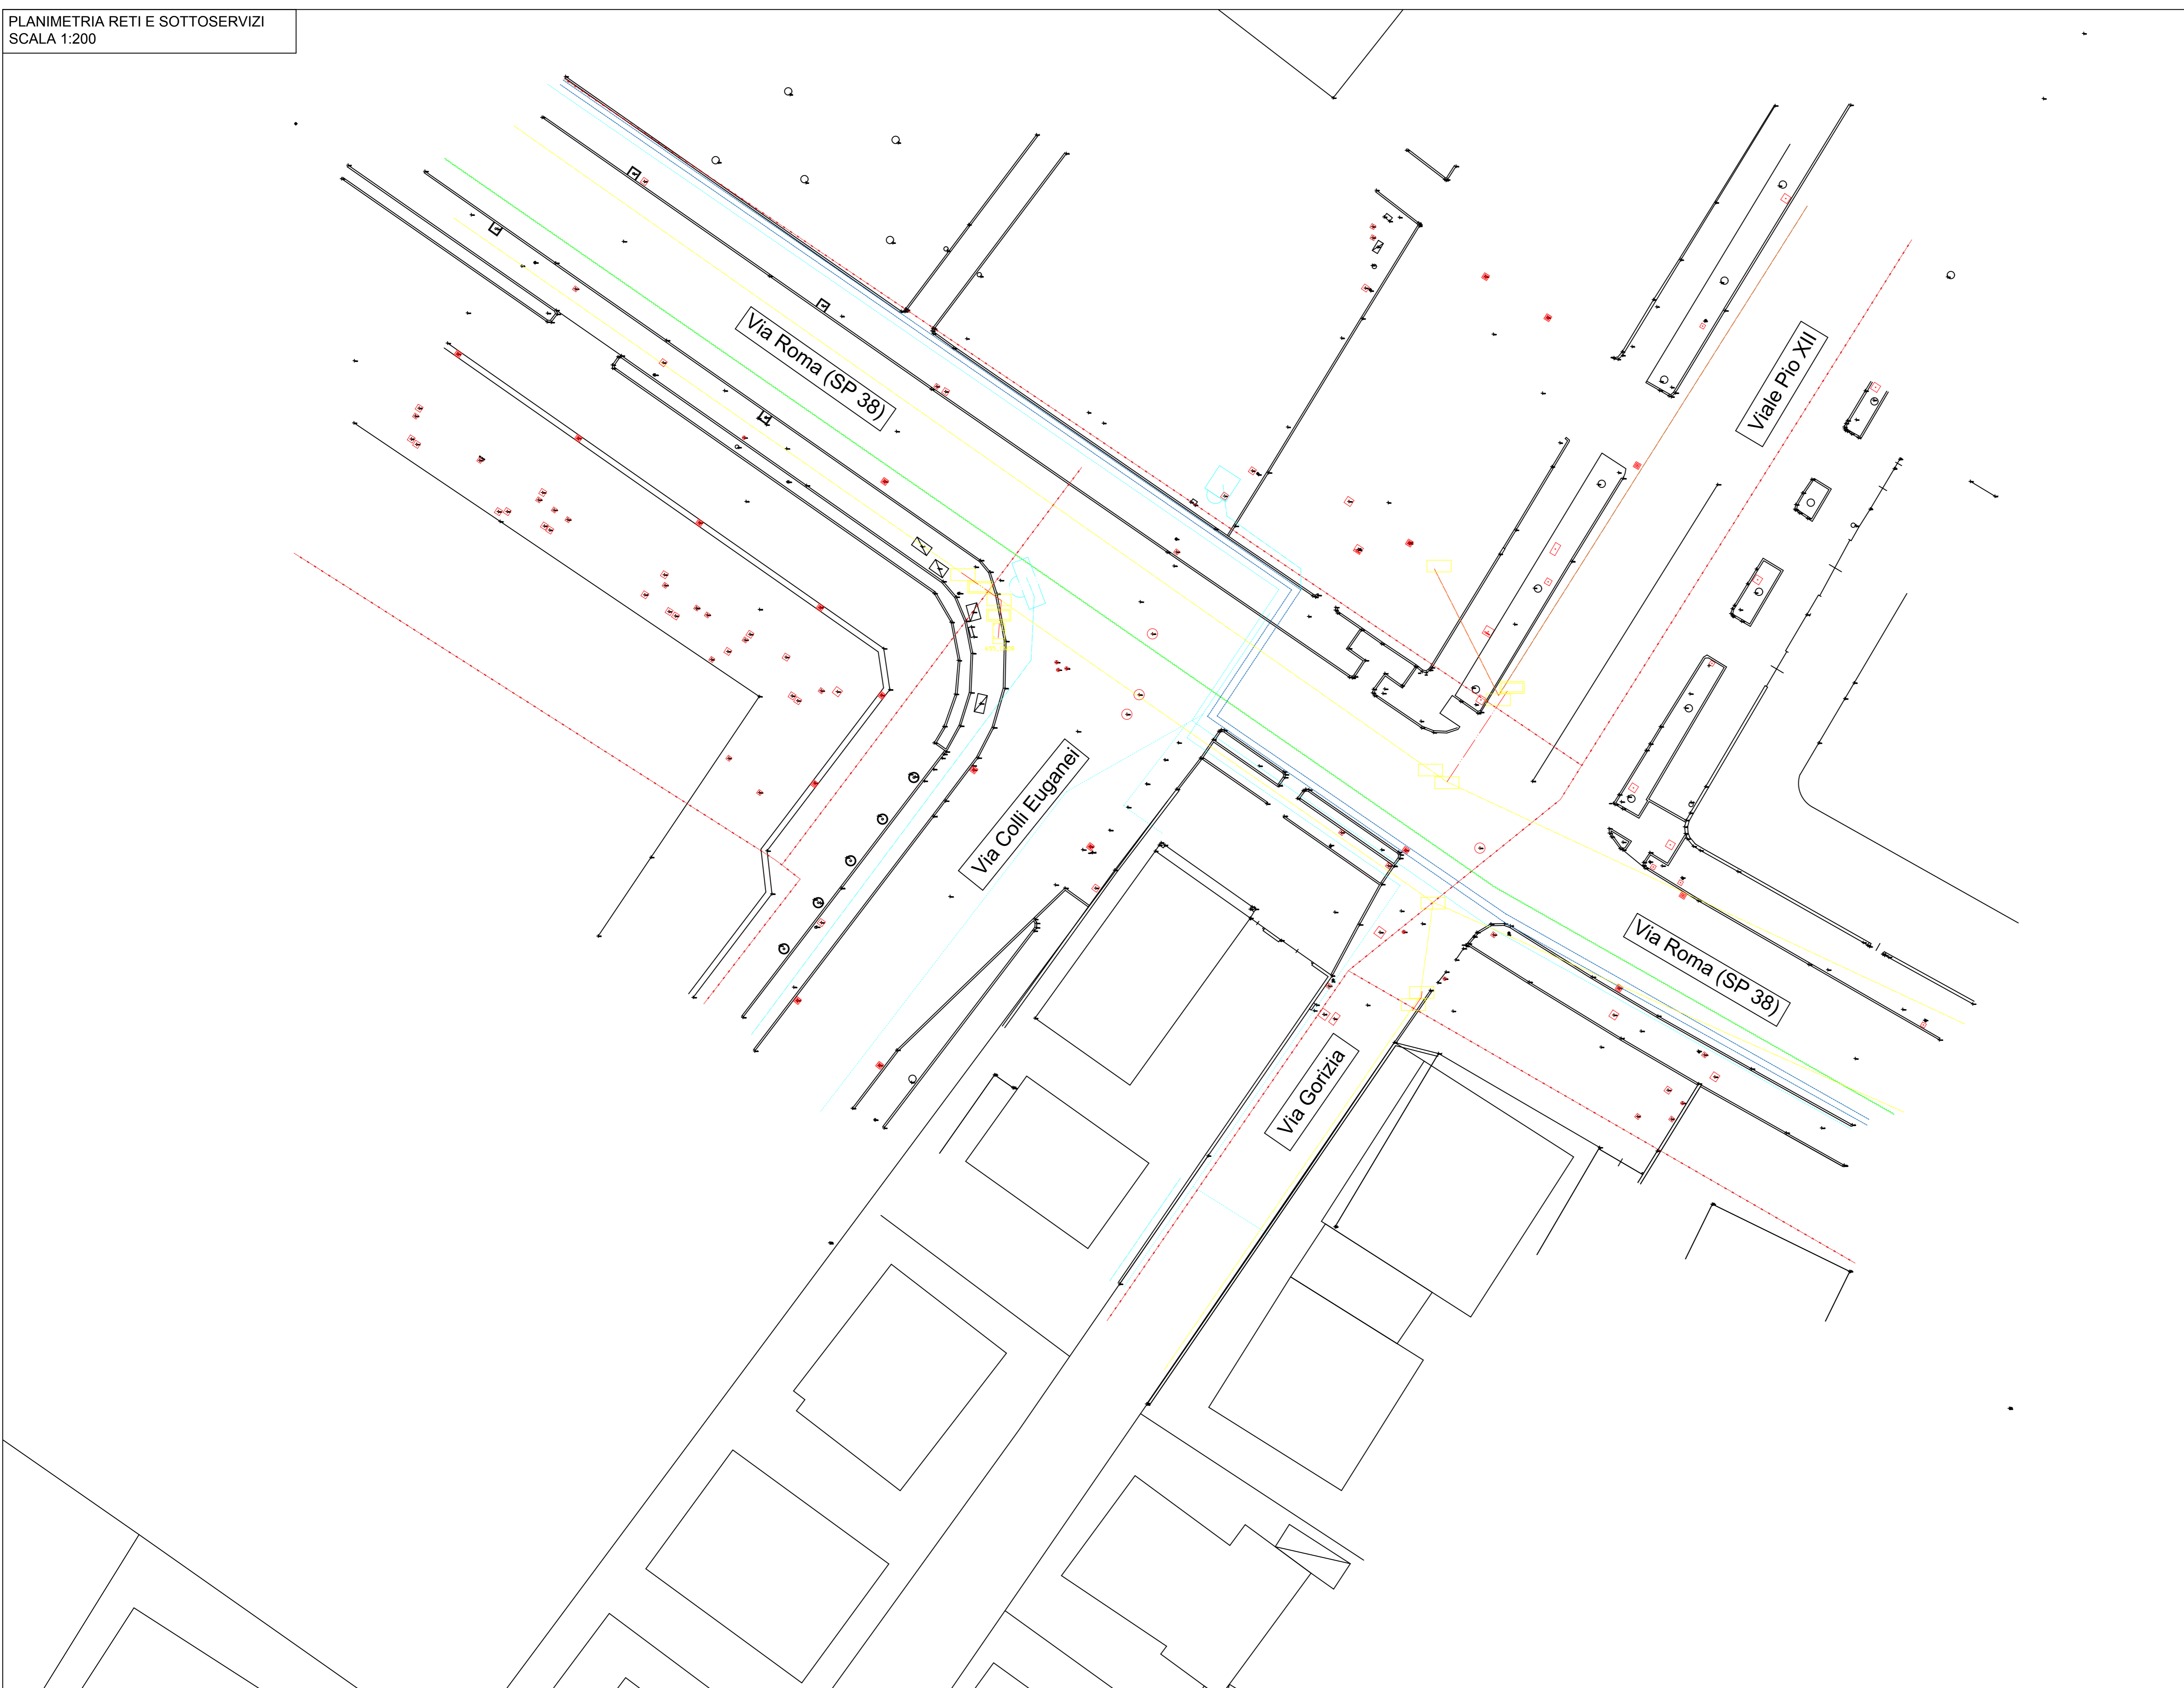 PLANIMETRIA RETI E SOTTOSERVIZI
SCALA 1:200
Via Roma (SP 38)
Viale Pio XII
Via Colli Euganei
Via Roma (SP 38)
Via Gorizia